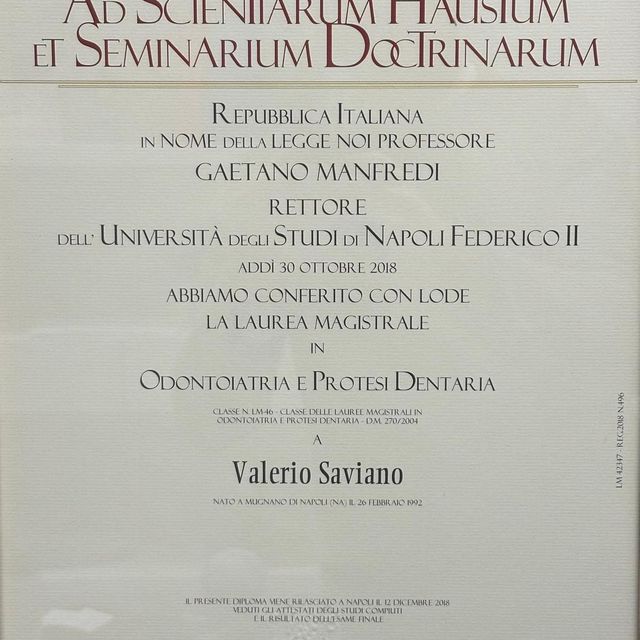 AD SCIENTIARUM HAUSTUM
ET SEMINARIUM DOCTRINARUM
REPUBBLICA ITALIANA
IN NOME DELLA LEGGE NOI PROFESSORE
GAETANO MANFREDI
RETTORE
DELL' UNIVERSITÀ DEGLI STUDI DI NAPOLI FEDERICO II
ADDÌ 30 OTTOBRE 2018
ABBIAMO CONFERITO CON LODE
LA LAUREA MAGISTRALE
IN
ODONTOIATRIA E PROTESI DENTARIA
CLASSE N. LM-46 - CLASSE DELLE LAUREE MAGISTRALI IN
ODONTOIATRIA E PROTESI DENTARIA - D.M. 270/2004
A
Valerio Saviano
NATO A MUGNANO DI NAPOLI (NA) IL 26 FEBBRAIO 1992
LM 42347 - REG.2018 N.496
IL PRESENTE DIPLOMA VIENE RILASCIATO A NAPOLI IL 12 DICEMBRE 2018
VEDUTI GLI ATTESTATI DEGLI STUDI COMPIUTI
E IL RISULTATO DELL'ESAME FINALE